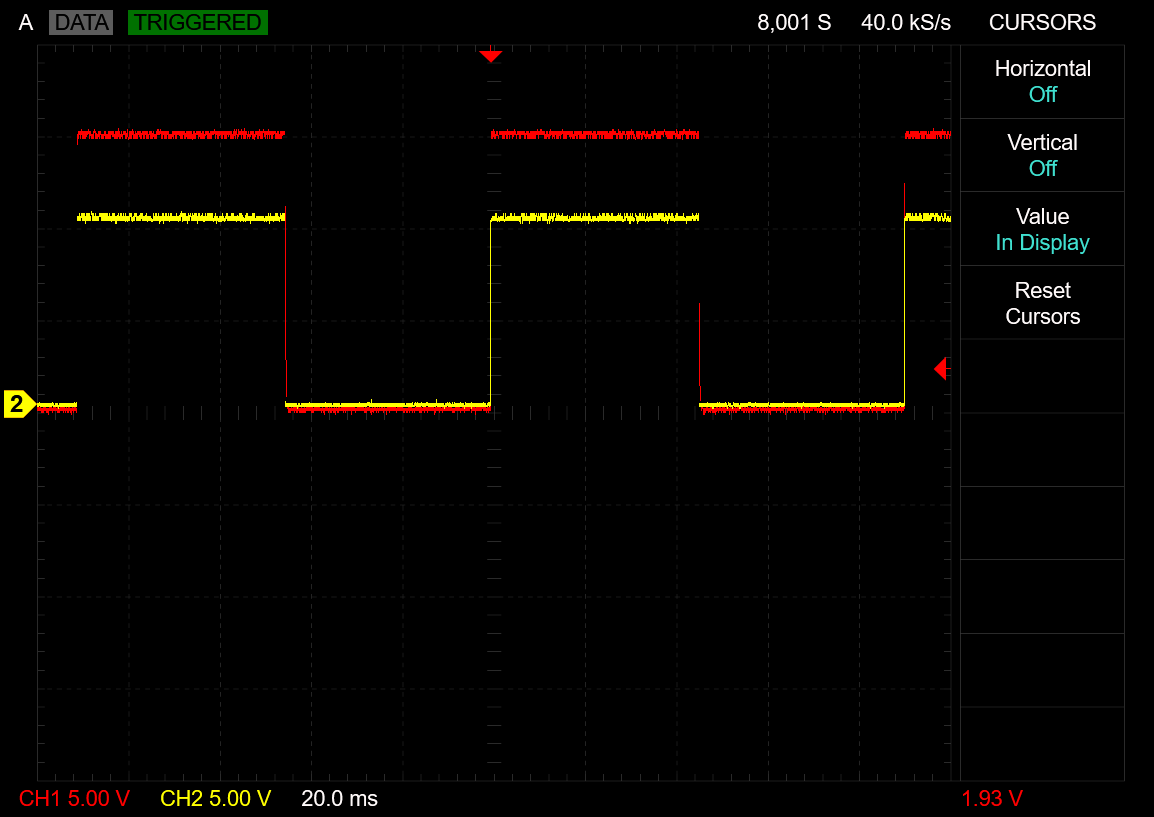 A DATA TRIGGERED 8,001 S 40.0 kS/s CURSORS
Horizontal
Off
Vertical
Off
Value
In Display
Reset
Cursors
2
CH1 5.00 V CH2 5.00 V 20.0 ms 1.93 V